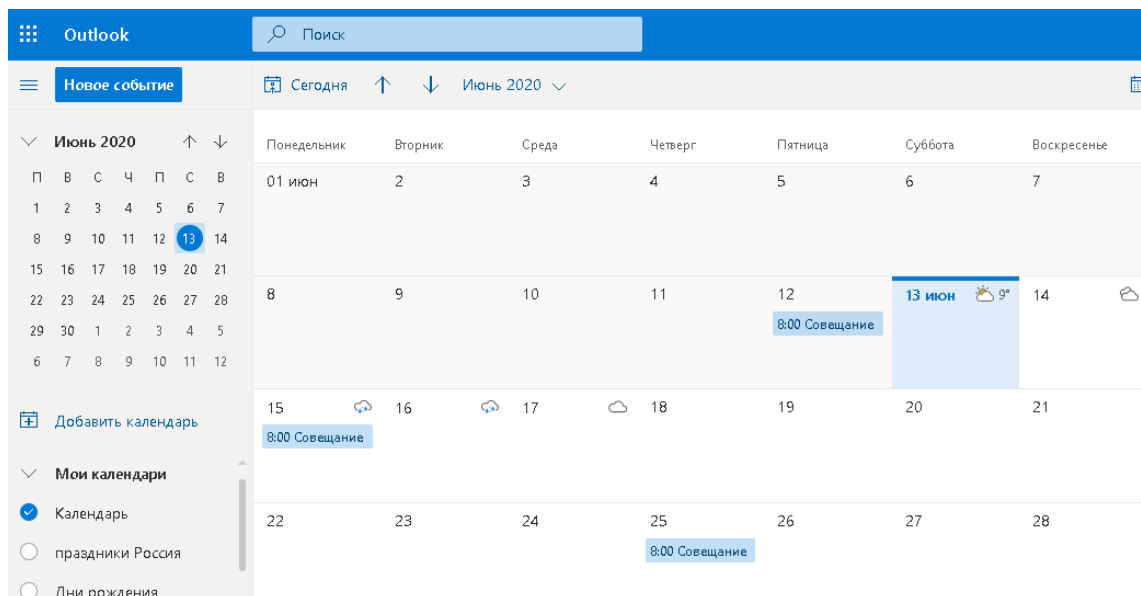 Outlook
Поиск
Новое событие
Сегодня
Июнь 2020
Июнь 2020
П В С Ч П С В
1 2 3 4 5 6 7
8 9 10 11 12 13 14
15 16 17 18 19 20 21
22 23 24 25 26 27 28
29 30 1 2 3 4 5
6 7 8 9 10 11 12
Добавить календарь
Мои календари
Календарь
праздники Россия
Дни рождения
Понедельник Вторник Среда Четверг Пятница Суббота Воскресенье
01 июн 2 3 4 5 6 7
8 9 10 11 12 13 июн 9° 14
8:00 Совещание
15 16 17 18 19 20 21
8:00 Совещание
22 23 24 25 26 27 28
8:00 Совещание